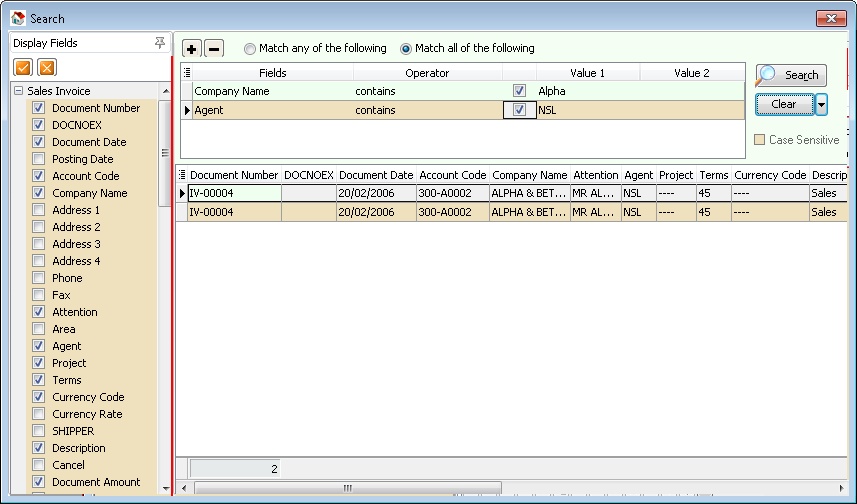 Search
Display Fields
Sales Invoice
Document Number
DOCNOEX
Document Date
Posting Date
Account Code
Company Name
Address 1
Address 2
Address 3
Address 4
Phone
Fax
Attention
Area
Agent
Project
Terms
Currency Code
Currency Rate
SHIPPER
Description
Cancel
Document Amount
Match any of the following Match all of the following
Fields Operator Value 1 Value 2
Company Name contains Alpha
Agent contains NSL
Search
Clear
Case Sensitive
Document Number DOCNOEX Document Date Account Code Company Name Attention Agent Project Terms Currency Code Descrip
IV-00004 20/02/2006 300-A0002 ALPHA & BET... MR AL... NSL ---- 45 ---- Sales
IV-00004 20/02/2006 300-A0002 ALPHA & BET... MR AL... NSL ---- 45 ---- Sales
2